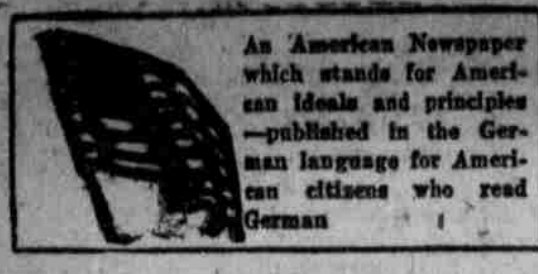 An American Newspaper
which stands for Ameri-
can ideals and principles
—published in the Ger-
man language for Ameri-
can citizens who read
German